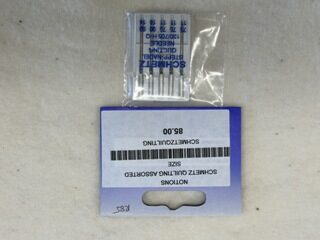 NOTIONS
SCHMETZ QUILTING ASSORTED
SIZE
SCHMETZQUILTING
85.00
SCHMETZ
STEPP-NADEL
QUILTING
NEEDLE
130/705 H-Q